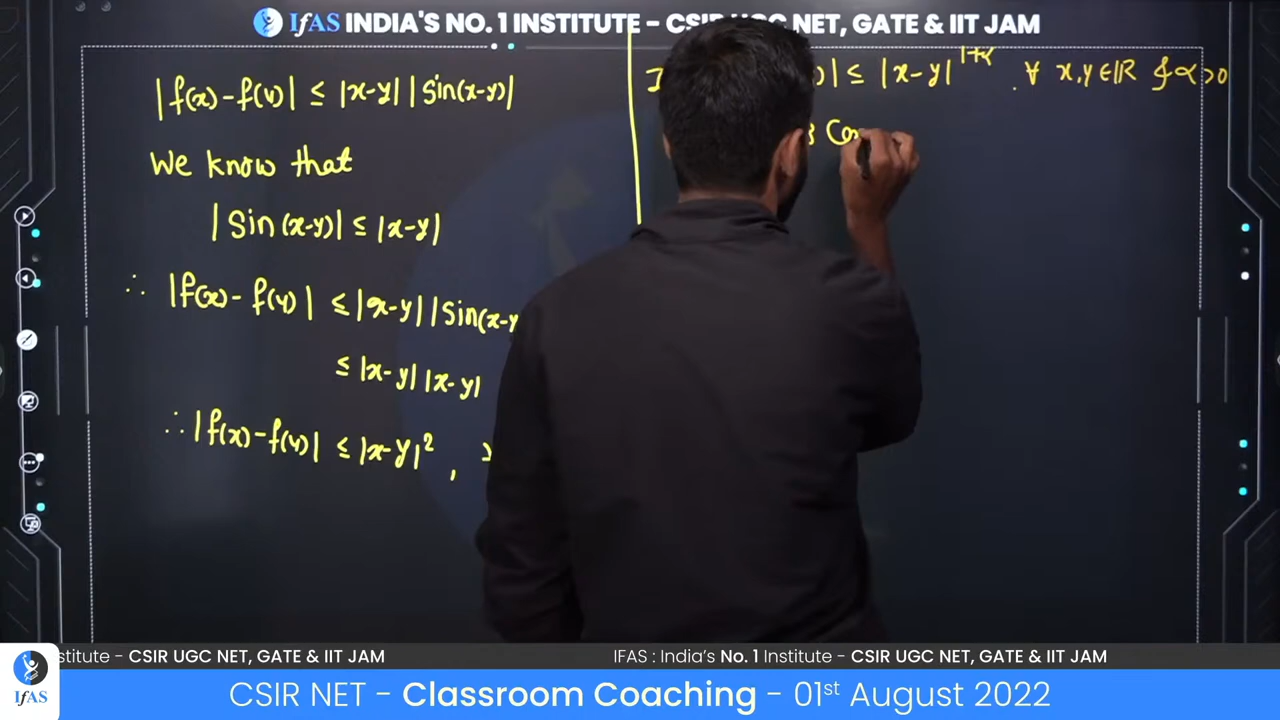 IfAS INDIA'S NO. 1 INSTITUTE - CSIR UGC NET, GATE & IIT JAM
|f(x)-f(y)| ≤ |x-y| |Sin(x-y)|
We know that
|Sin (x-y)| ≤ |x-y|
∴ |f(x)-f(y)| ≤ |x-y| |Sin(x-y
≤ |x-y| |x-y|
∴ |f(x)-f(y)| ≤ |x-y|²,
)| ≤ |x-y|^{1+α} . ∀ x,y ∈ ℝ & α>0
stitute - CSIR UGC NET, GATE & IIT JAM
IFAS : India's No. 1 Institute - CSIR UGC NET, GATE & IIT JAM
IfAS
CSIR NET - Classroom Coaching - 01st August 2022